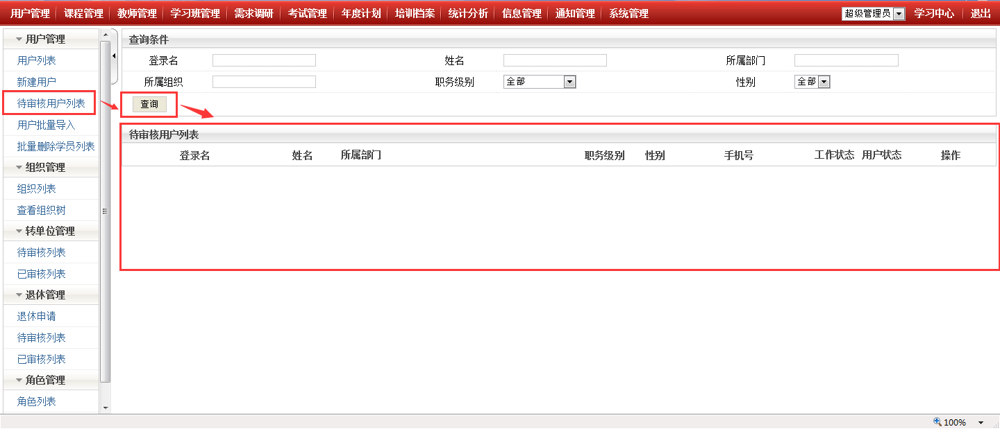 用户管理 课程管理 教师管理 学习班管理 需求调研 考试管理 年度计划 培训档案 统计分析 信息管理 通知管理 系统管理 超级管理员 学习中心 退出
用户管理
用户列表
新建用户
待审核用户列表
用户批量导入
批量删除学员列表
组织管理
组织列表
查看组织树
转单位管理
待审核列表
已审核列表
退休管理
退休申请
待审核列表
已审核列表
角色管理
角色列表
查询条件
登录名 姓名 所属部门
所属组织 职务级别 全部 性别 全部
查询
待审核用户列表
登录名 姓名 所属部门 职务级别 性别 手机号 工作状态 用户状态 操作
100%